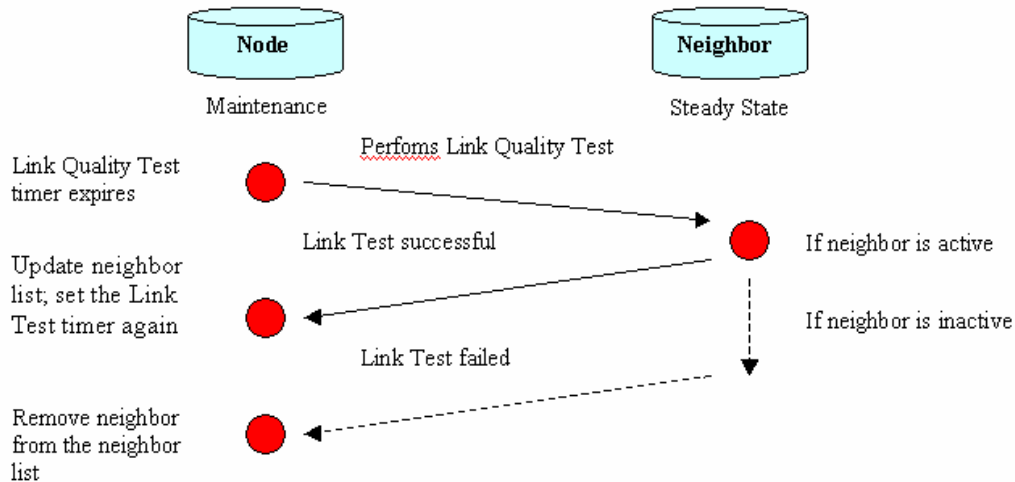 Node
Neighbor
Maintenance
Steady State
Perfoms Link Quality Test
Link Quality Test
timer expires
Link Test successful
If neighbor is active
Update neighbor
list; set the Link
Test timer again
If neighbor is inactive
Link Test failed
Remove neighbor
from the neighbor
list